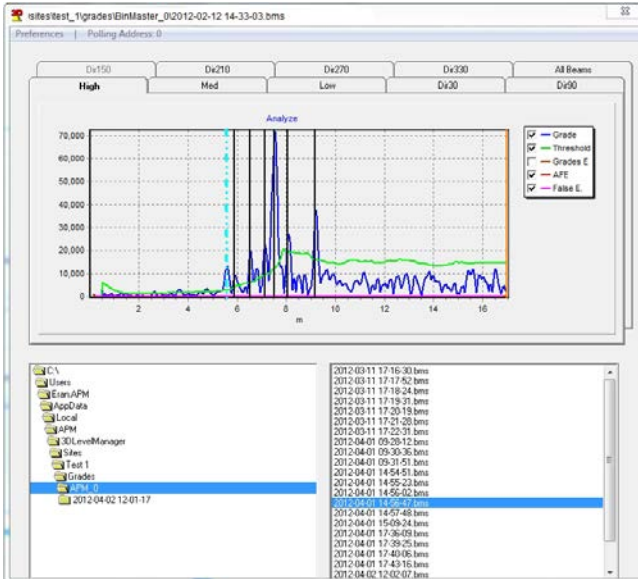 \sites\test_1\grades\BinMaster_0\2012-02-12 14-33-03.bms
Preferences | Polling Address: 0
Dir150 Dir210 Dir270 Dir330 All Beams
High Med Low Dir30 Dir90
Analyze
70,000
60,000
50,000
40,000
30,000
20,000
10,000
0
2 4 6 8 10 12 14 16
m
Grade
Threshold
Grades E
AFE
False E.
C:\
Users
Eran.APM
AppData
Local
APM
3DLevelManager
Sites
Test 1
Grades
APM_0
2012-04-02 12-01-17
2012-03-11 17-16-30.bms
2012-03-11 17-17-52.bms
2012-03-11 17-18-24.bms
2012-03-11 17-19-31.bms
2012-03-11 17-20-19.bms
2012-03-11 17-21-28.bms
2012-03-11 17-22-31.bms
2012-04-01 09-28-12.bms
2012-04-01 09-30-36.bms
2012-04-01 09-31-51.bms
2012-04-01 14-54-51.bms
2012-04-01 14-55-23.bms
2012-04-01 14-56-02.bms
2012-04-01 14-56-47.bms
2012-04-01 14-57-48.bms
2012-04-01 15-09-24.bms
2012-04-01 17-36-09.bms
2012-04-01 17-39-25.bms
2012-04-01 17-40-06.bms
2012-04-01 17-43-16.bms
2012-04-02 12-02-07.bms